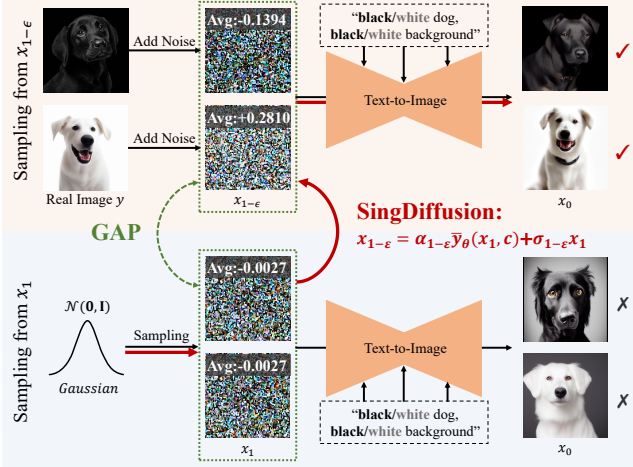 Sampling from x_{1-ϵ}
Add Noise
Avg:-0.1394
Add Noise
Avg:+0.2810
Real Image y
x_{1-ϵ}
“black/white dog,
black/white background”
Text-to-Image
✓
✓
x_0
GAP
SingDiffusion:
x_{1-ε} = α_{1-ε}ȳ_θ(x_1, c)+σ_{1-ε}x_1
Sampling from x_1
𝒩(0, I)
Gaussian
Sampling
Avg:-0.0027
Avg:-0.0027
x_1
Text-to-Image
“black/white dog,
black/white background”
✗
✗
x_0